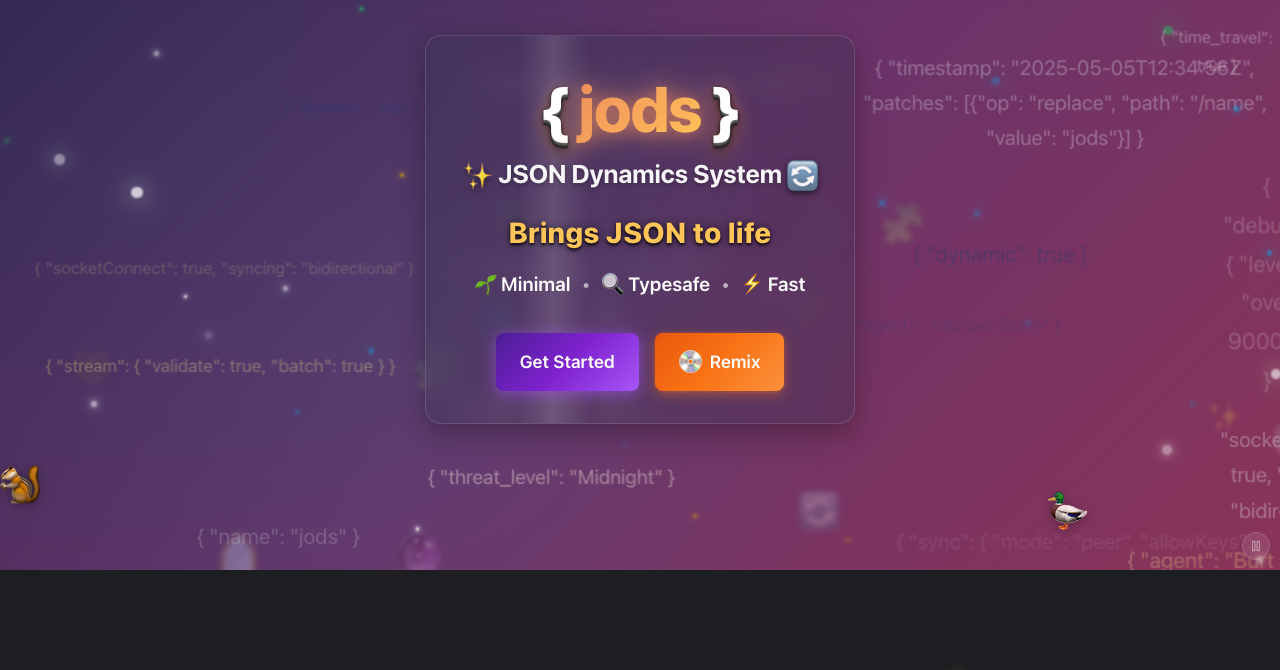 { "time_travel":
true }
{ "timestamp": "2025-05-05T12:34:56Z",
"patches": [{"op": "replace", "path": "/name",
"value": "jods"}] }
{ jods }
JSON Dynamics System
Brings JSON to life
Minimal • Typesafe • Fast
Get Started
Remix
{
"debu
{ "dynamic": true }
{ "leve
{ "socketConnect": true, "syncing": "bidirectional" }
"ove
9000
{ "stream": { "validate": true, "batch": true } }
}
"socke
true, "
{ "threat_level": "Midnight" }
"bidire
{ "name": "jods" }
{ "sync": { "mode": "peer", "allowKeys
{ "agent": "Burt